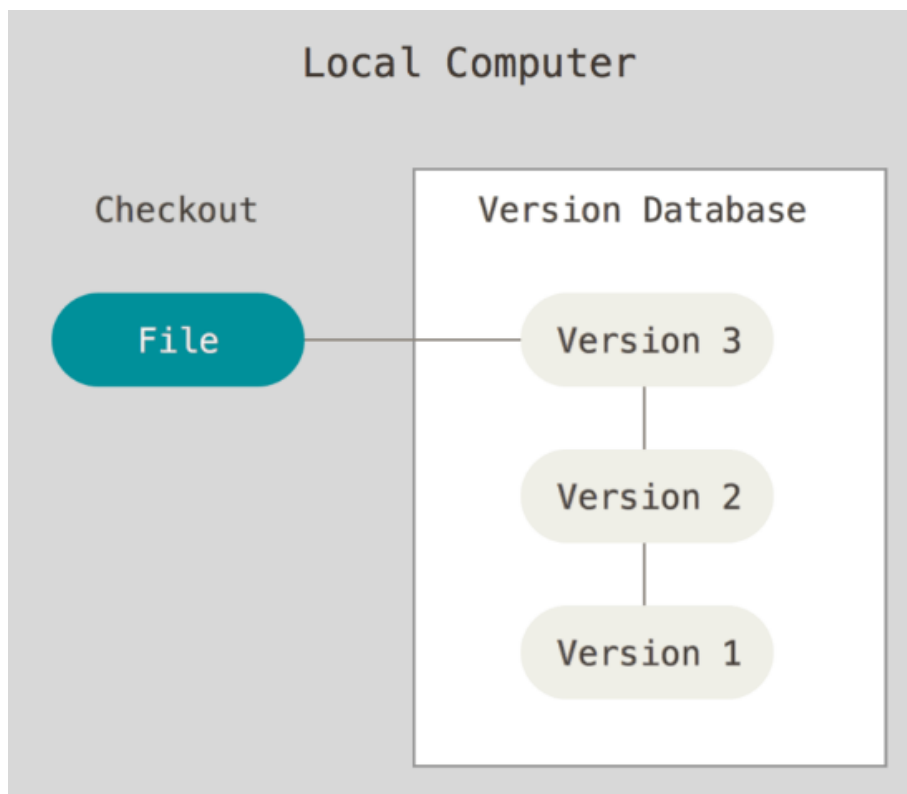 Local Computer
Checkout
Version Database
File
Version 3
Version 2
Version 1